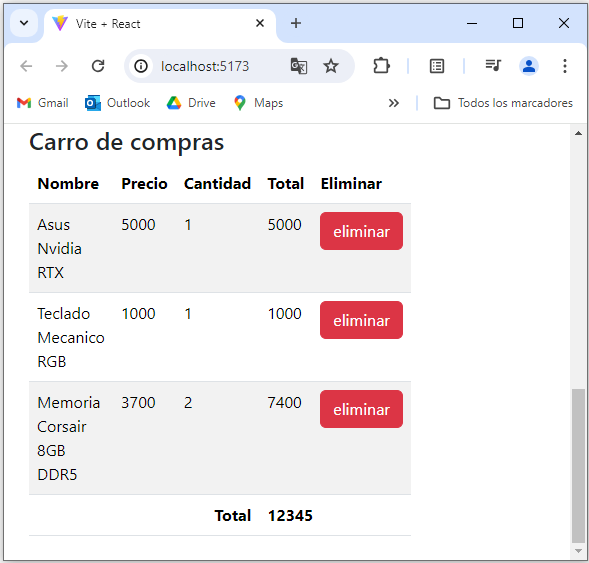 Vite + React
localhost:5173
Gmail Outlook Drive Maps » Todos los marcadores
Carro de compras
Nombre Precio Cantidad Total Eliminar
Asus 5000 1 5000 eliminar
Nvidia
RTX
Teclado 1000 1 1000 eliminar
Mecanico
RGB
Memoria 3700 2 7400 eliminar
Corsair
8GB
DDR5
Total 12345